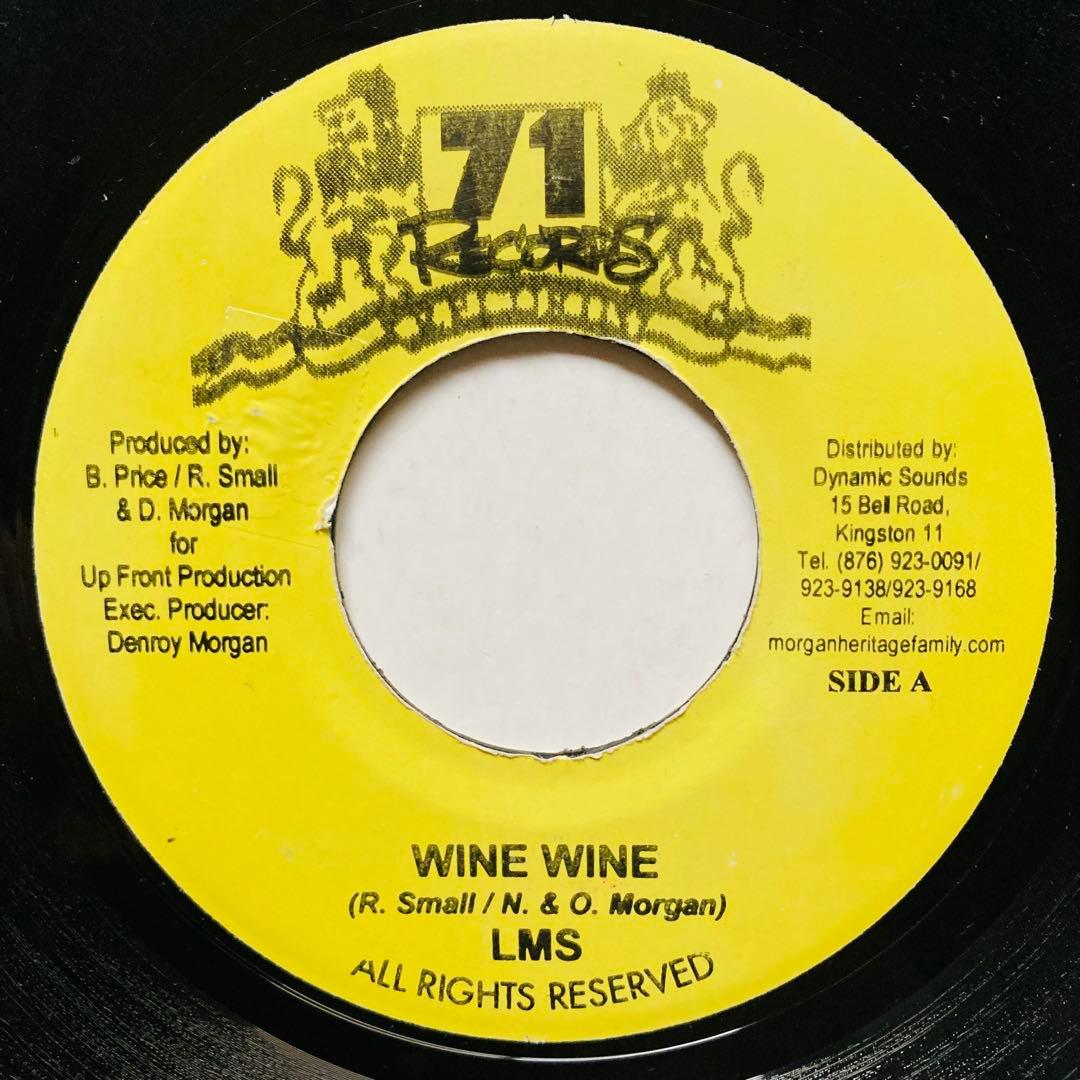 71
RECORDS
Produced by:
B. Price / R. Small
& D. Morgan
for
Up Front Production
Exec. Producer:
Denroy Morgan
Distributed by:
Dynamic Sounds
15 Bell Road,
Kingston 11
Tel. (876) 923-0091/
923-9138/923-9168
Email:
morganheritagefamily.com
SIDE A
WINE WINE
(R. Small / N. & O. Morgan)
LMS
ALL RIGHTS RESERVED